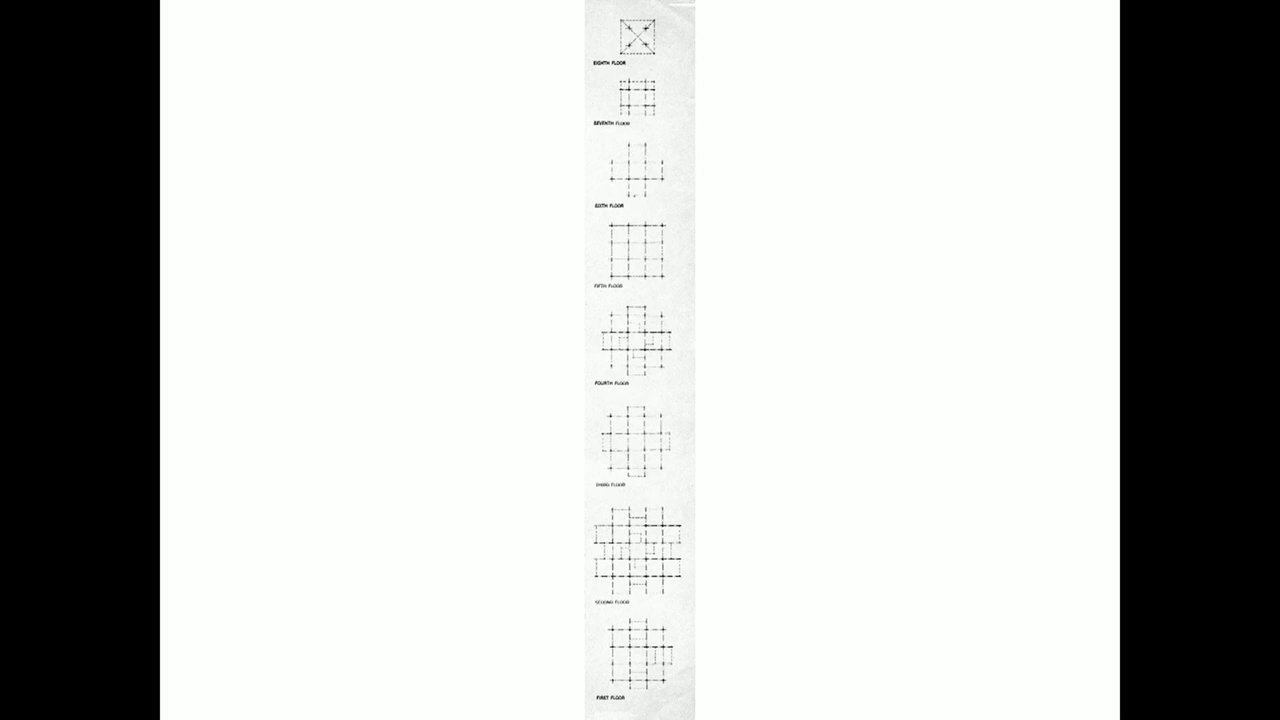 EIGHTH FLOOR
SEVENTH FLOOR
SIXTH FLOOR
FIFTH FLOOR
FOURTH FLOOR
THIRD FLOOR
SECOND FLOOR
FIRST FLOOR